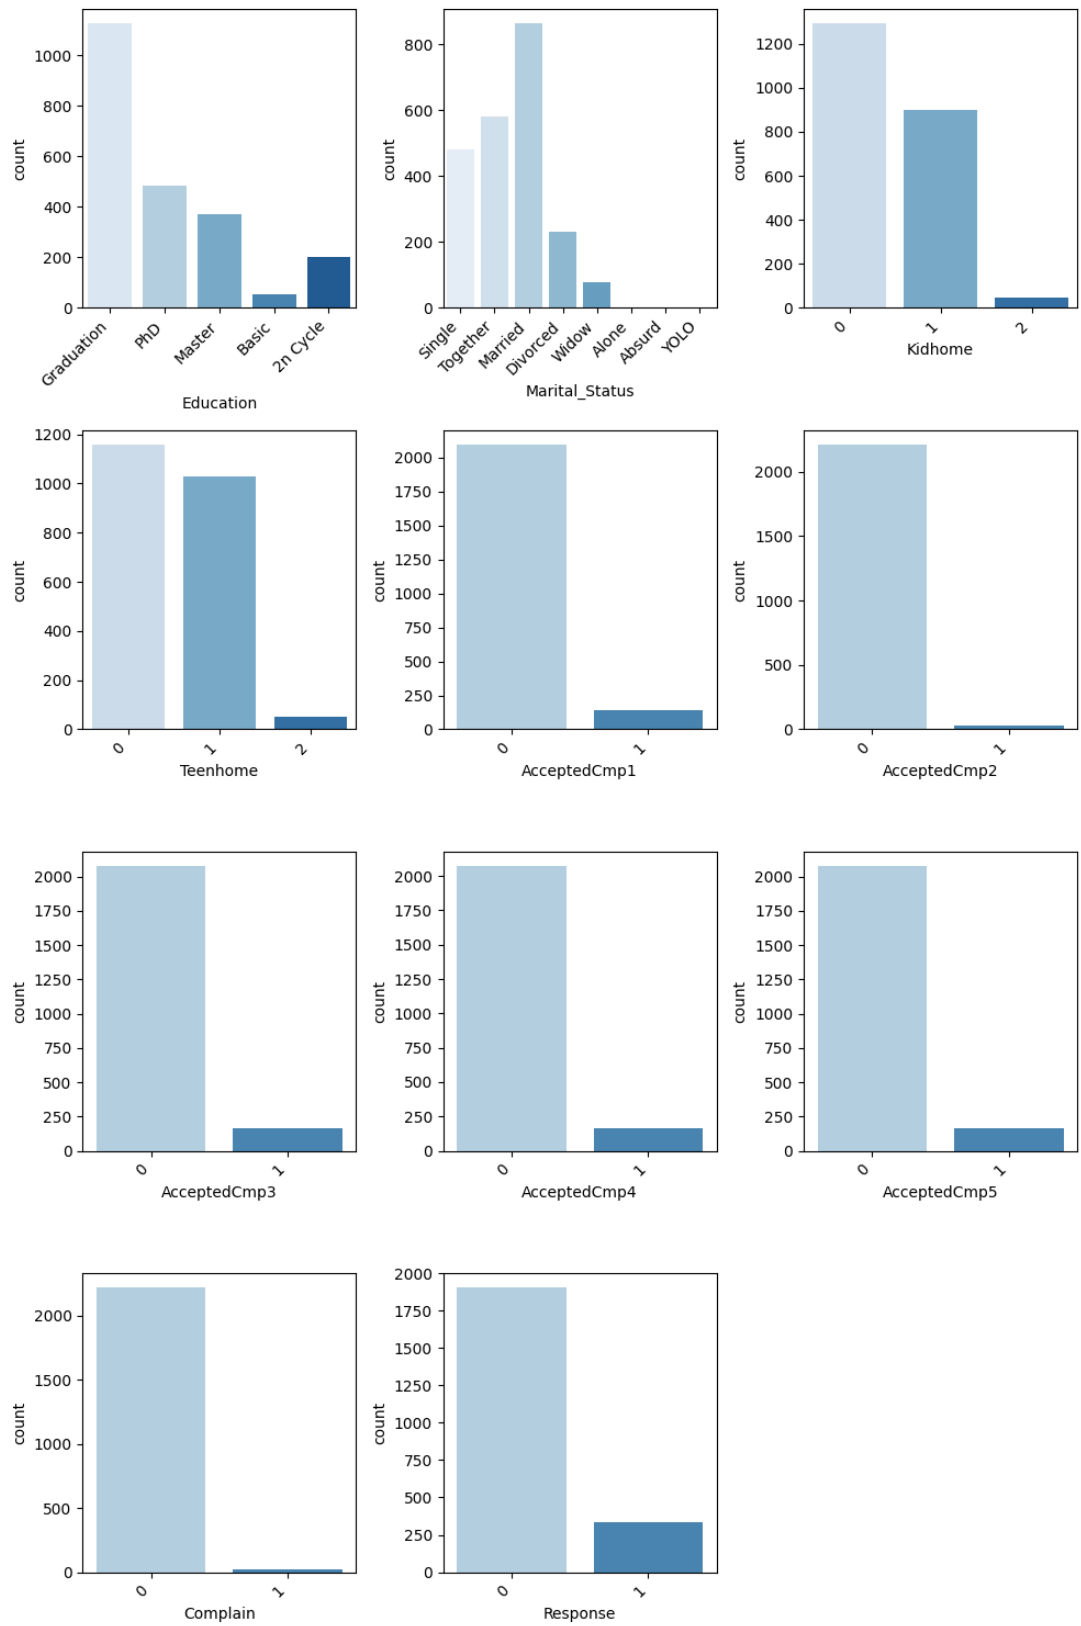 count
1000
800
600
400
200
0
Graduation
PhD
Master
Basic
2n Cycle
Education
count
800
600
400
200
0
Single
Together
Married
Divorced
Widow
Alone
Absurd
YOLO
Marital_Status
count
1200
1000
800
600
400
200
0
0
1
2
Kidhome
count
1200
1000
800
600
400
200
0
0
1
2
Teenhome
count
2000
1750
1500
1250
1000
750
500
250
0
0
1
AcceptedCmp1
count
2000
1500
1000
500
0
0
1
AcceptedCmp2
count
2000
1750
1500
1250
1000
750
500
250
0
0
1
AcceptedCmp3
count
2000
1750
1500
1250
1000
750
500
250
0
0
1
AcceptedCmp4
count
2000
1750
1500
1250
1000
750
500
250
0
0
1
AcceptedCmp5
count
2000
1500
1000
500
0
0
1
Complain
count
2000
1750
1500
1250
1000
750
500
250
0
0
1
Response